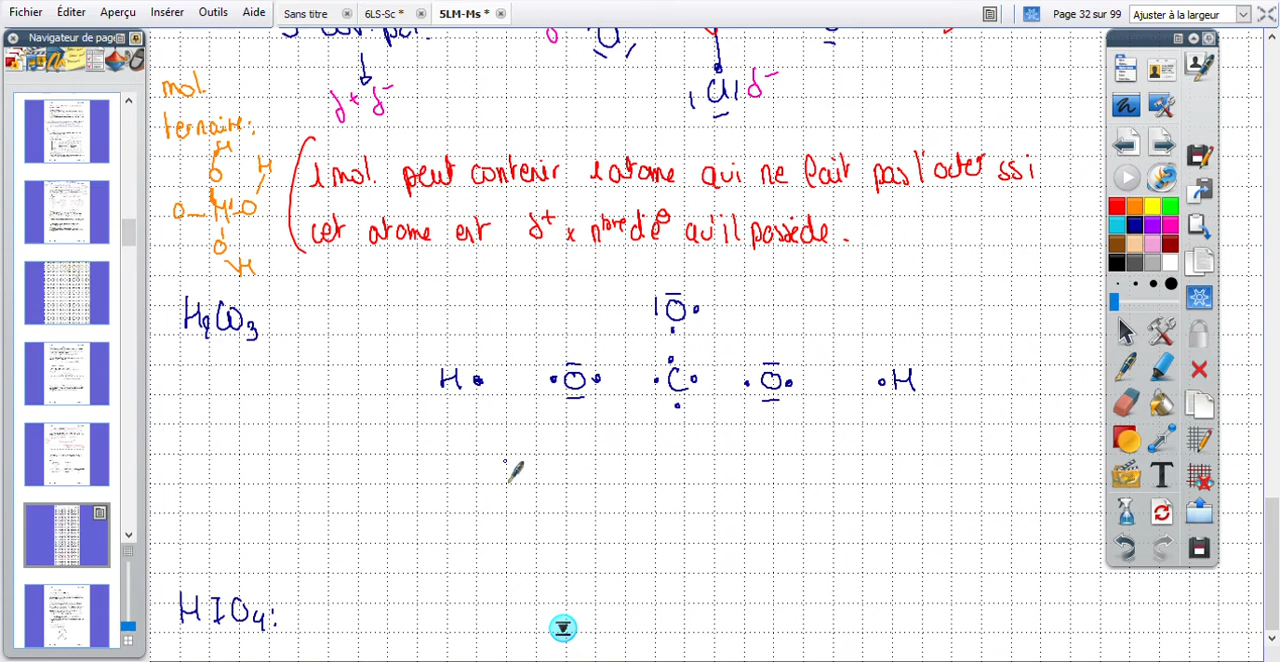 Fichier Éditer Aperçu Insérer Outils Aide
Sans titre 6LS-Sc * 5LM-Ms * Page 32 sur 99 Ajuster à la largeur
Navigateur de page
mol.
ternaire:
H
O H
O - M - O
O
H
δ+ δ-
Cl δ-
1 mol. peut contenir 1 atome qui ne fait pas l'octet ssi
cet atome est δ+ x nbre d'é qu'il possède.
H2CO3
O
H O C O H
HIO4: